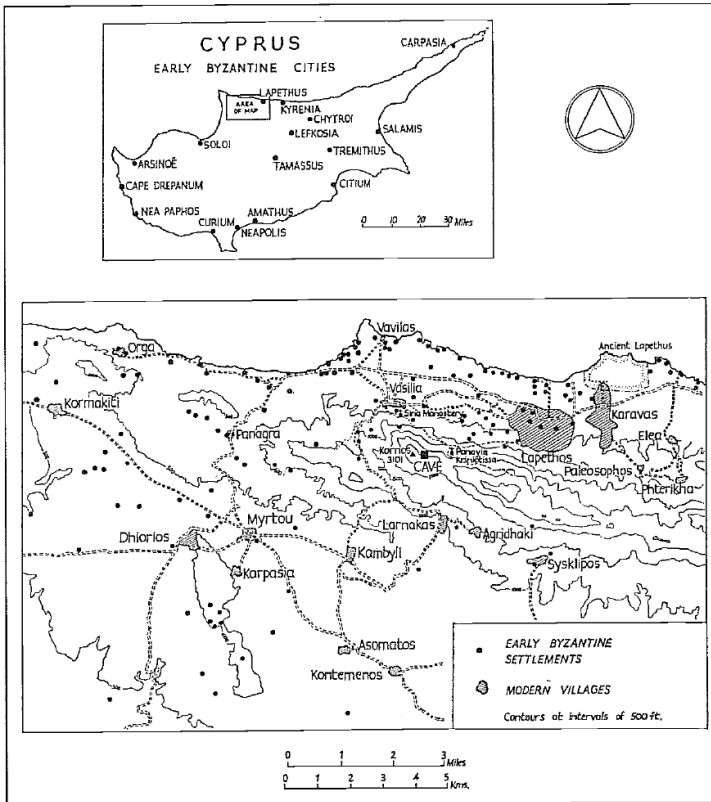 CYPRUS
EARLY BYZANTINE CITIES
CARPASIA
LAPETHUS
AREA
OF MAP
KYRENIA
CHYTROI
LEFKOSIA
SALAMIS
SOLOI
TREMITHUS
ARSINOË
TAMASSUS
CITIUM
CAPE DREPANUM
NEA PAPHOS
AMATHUS
CURIUM
NEAPOLIS
0 10 20 30 Miles
Vavilas
Orga
Ancient Lapethus
Vasilia
Kormakiti
Sina Monastery
Karavas
Panagra
Elea
Kornos
3101
Panayia
Lapethos
CAVE
Paleosophos
Phterikha
Larnakas
Myrtou
Agridhaki
Dhiorios
Kambyli
Sysklipos
Karpasia
Asomatos
Kontemenos
EARLY BYZANTINE
SETTLEMENTS
MODERN VILLAGES
Contours at intervals of 500 ft.
0 1 2 3
Miles
0 1 2 3 4 5
Kms.